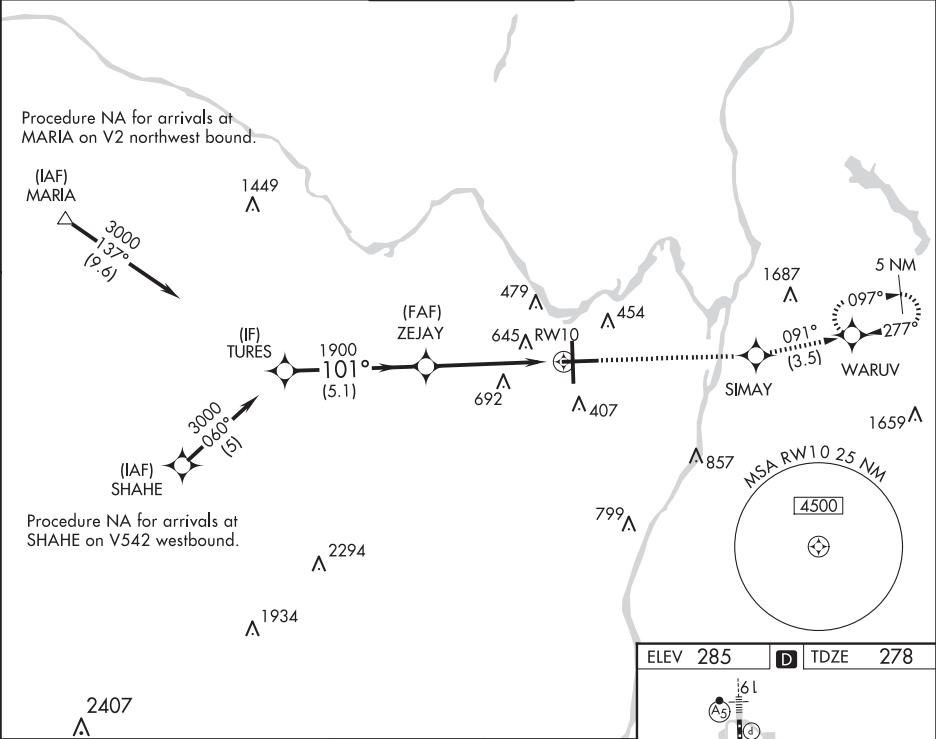 Procedure NA for arrivals at
MARIA on V2 northwest bound.
(IAF)
MARIA
3000
137°
(9.6)
1449
(IF)
TURES
1900
101°
(5.1)
(FAF)
ZEJAY
479
645
RW10
454
692
407
1687
5 NM
097°
277°
091°
(3.5)
SIMAY
WARUV
3000
060°
(5)
(IAF)
SHAHE
Procedure NA for arrivals at
SHAHE on V542 westbound.
1659
857
799
MSA RW10 25 NM
4500
2294
1934
2407
ELEV 285 D TDZE 278
19
A5
P